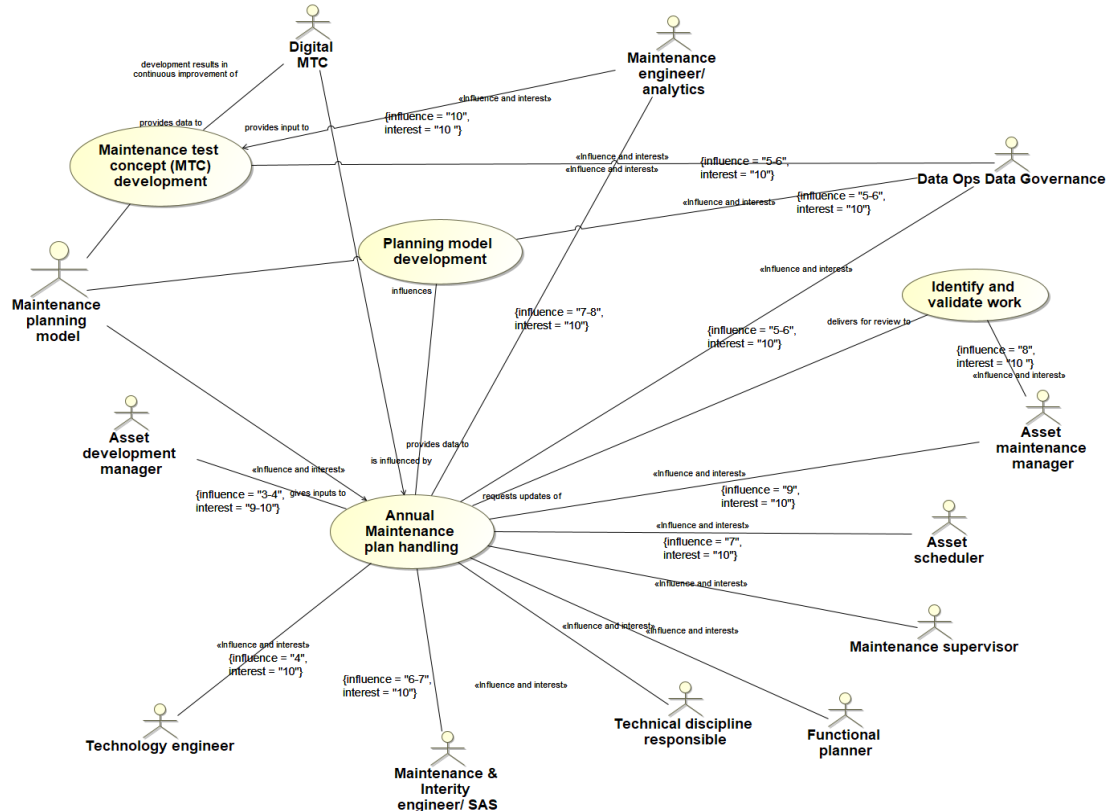 Digital
MTC
Maintenance
engineer/
analytics
development results in
continuous improvement of
«Influence and interest»
{influence = "10",
interest = "10 "}
provides data to
provides input to
Maintenance test
concept (MTC)
development
«Influence and interest»
«Influence and interest»
{influence = "5-6",
interest = "10"}
Data Ops Data Governance
«Influence and interest»
{influence = "5-6",
interest = "10"}
Planning model
development
«Influence and interest»
Identify and
validate work
influences
Maintenance
planning
model
{influence = "7-8",
interest = "10"}
{influence = "5-6",
interest = "10"}
delivers for review to
{influence = "8",
interest = "10 "}
«Influence and interest»
Asset
development
manager
Asset
maintenance
manager
provides data to
is influenced by
«Influence and interest»
{influence = "3-4",
interest = "9-10"}
gives inputs to
requests updates of
«Influence and interest»
{influence = "9",
interest = "10"}
Annual
Maintenance
plan handling
«Influence and interest»
{influence = "7",
interest = "10"}
Asset
scheduler
«Influence and interest»
«Influence and interest»
«Influence and interest»
Maintenance supervisor
«Influence and interest»
{influence = "4",
interest = "10"}
{influence = "6-7",
interest = "10"}
«Influence and interest»
Technology engineer
Technical discipline
responsible
Functional
planner
Maintenance &
Interity
engineer/ SAS